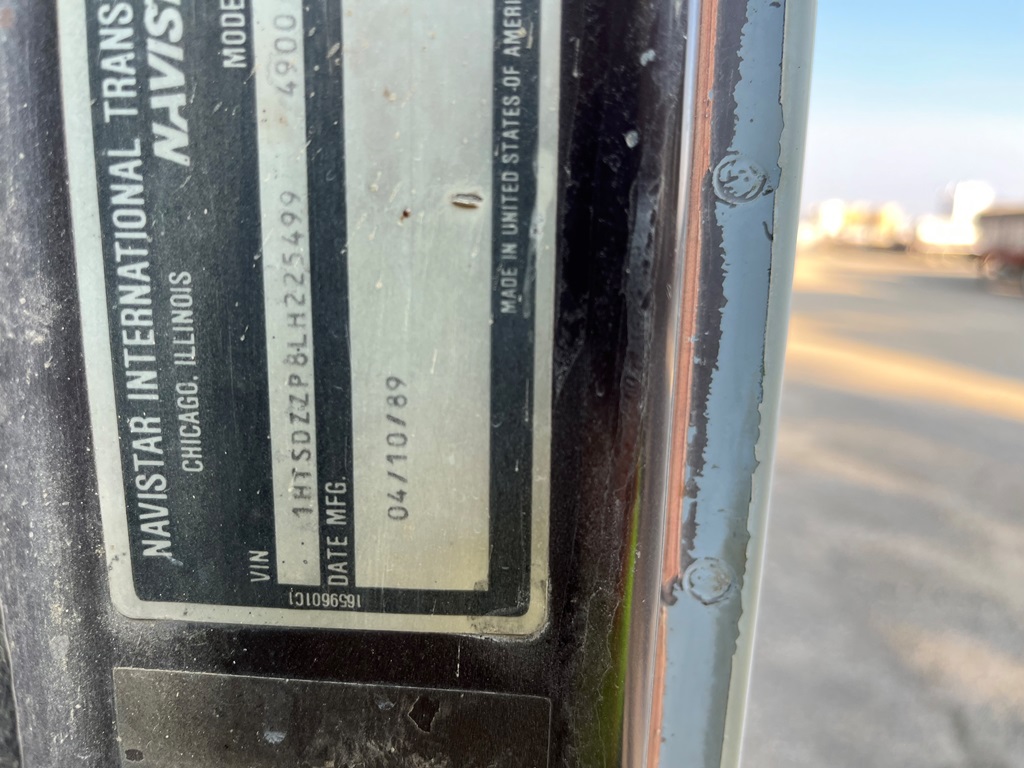 NAVISTAR INTERNATIONAL TRANS
NAVIST
CHICAGO, ILLINOIS
MODE
VIN
1HTSDZZP8LH225499 4900
DATE MFG.
04/10/89
MADE IN UNITED STATES OF AMERI
1659601C1